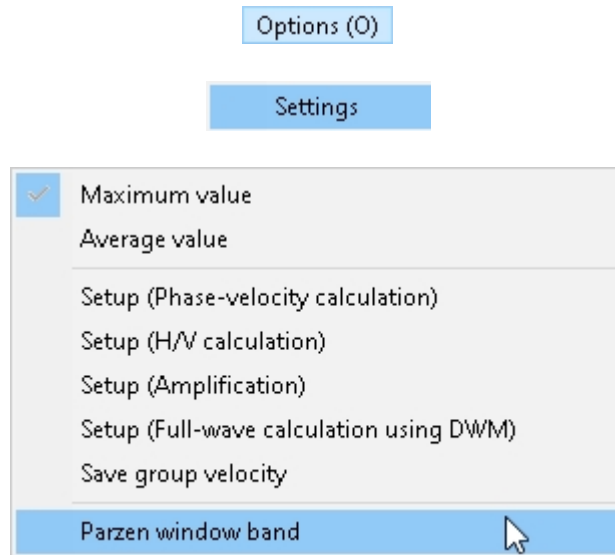 Options (O)
Settings
Maximum value
Average value
Setup (Phase-velocity calculation)
Setup (H/V calculation)
Setup (Amplification)
Setup (Full-wave calculation using DWM)
Save group velocity
Parzen window band